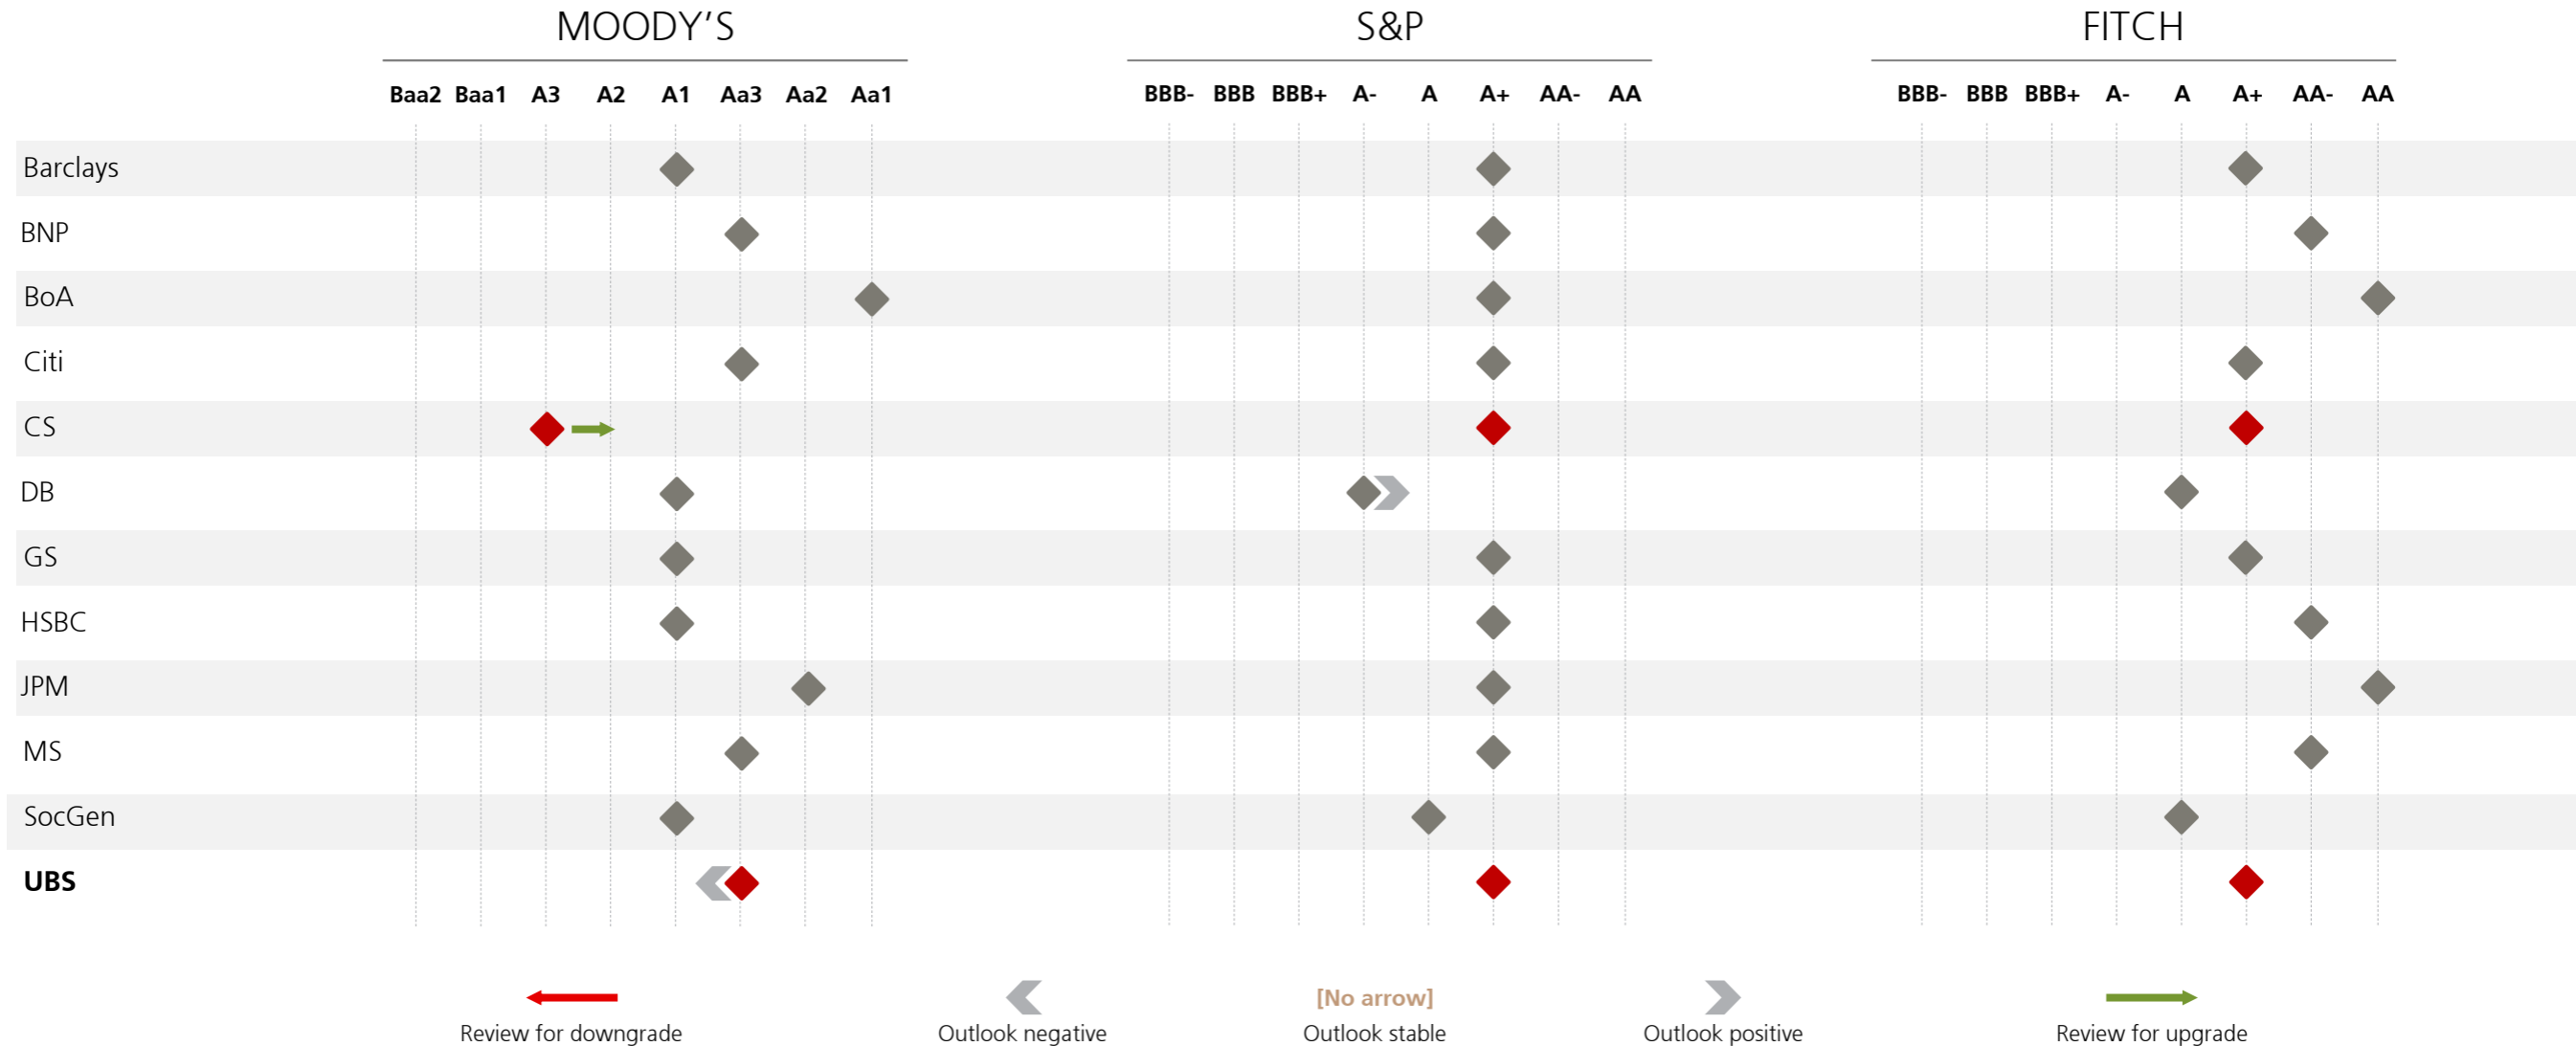 MOODY’S S&P FITCH
Baa2 Baa1 A3 A2 A1 Aa3 Aa2 Aa1 BBB- BBB BBB+ A- A A+ AA- AA BBB- BBB BBB+ A- A A+ AA- AA
Barclays
BNP
BoA
Citi
CS
DB
GS
HSBC
JPM
MS
SocGen
UBS
[No arrow]
Review for downgrade Outlook negative Outlook stable Outlook positive Review for upgrade